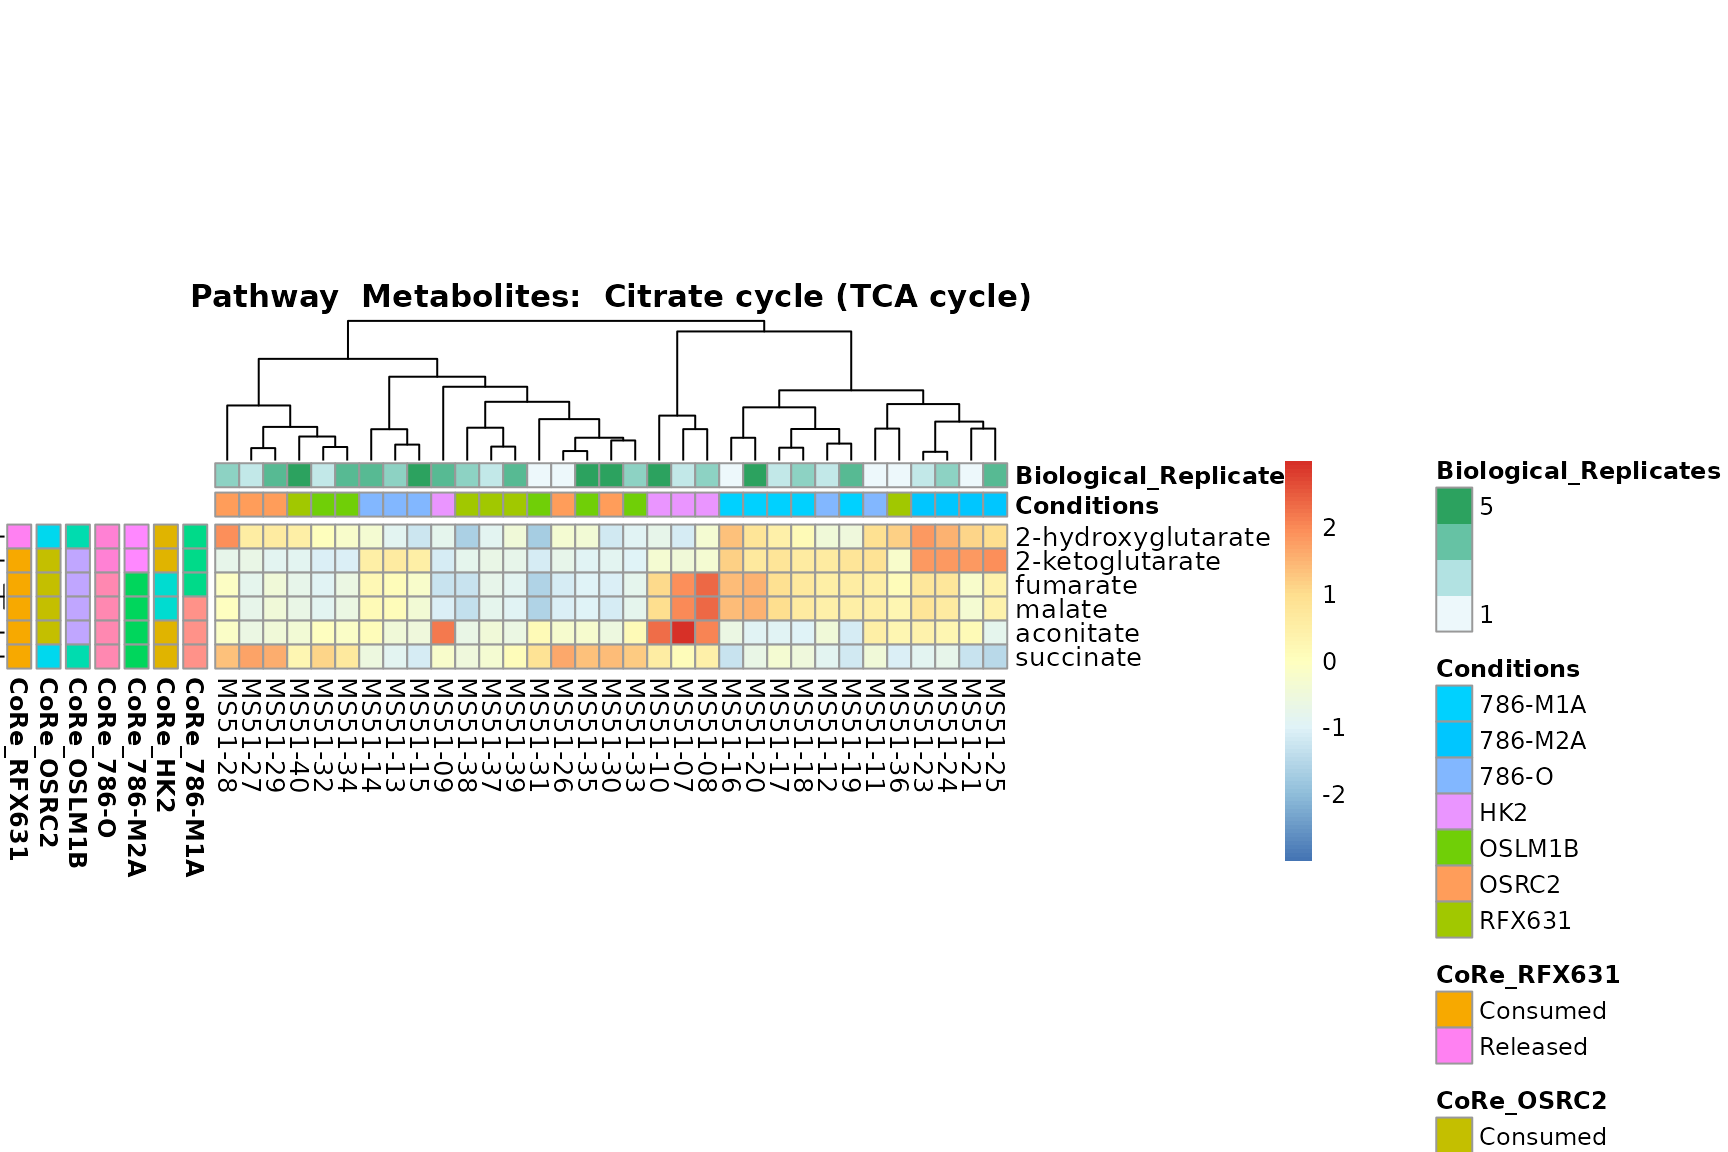 Pathway  Metabolites:  Citrate cycle (TCA cycle)
Biological_Replicate
Conditions
2-hydroxyglutarate
2-ketoglutarate
fumarate
malate
aconitate
succinate
CoRe_RFX631
CoRe_OSRC2
CoRe_OSLM1B
CoRe_786-O
CoRe_786-M2A
CoRe_HK2
CoRe_786-M1A
MS51-28
MS51-27
MS51-29
MS51-40
MS51-32
MS51-34
MS51-14
MS51-13
MS51-15
MS51-09
MS51-38
MS51-37
MS51-39
MS51-31
MS51-26
MS51-35
MS51-30
MS51-33
MS51-10
MS51-07
MS51-08
MS51-16
MS51-20
MS51-17
MS51-18
MS51-12
MS51-19
MS51-11
MS51-36
MS51-23
MS51-24
MS51-21
MS51-25
2
1
0
-1
-2
Biological_Replicates
5
1
Conditions
786-M1A
786-M2A
786-O
HK2
OSLM1B
OSRC2
RFX631
CoRe_RFX631
Consumed
Released
CoRe_OSRC2
Consumed